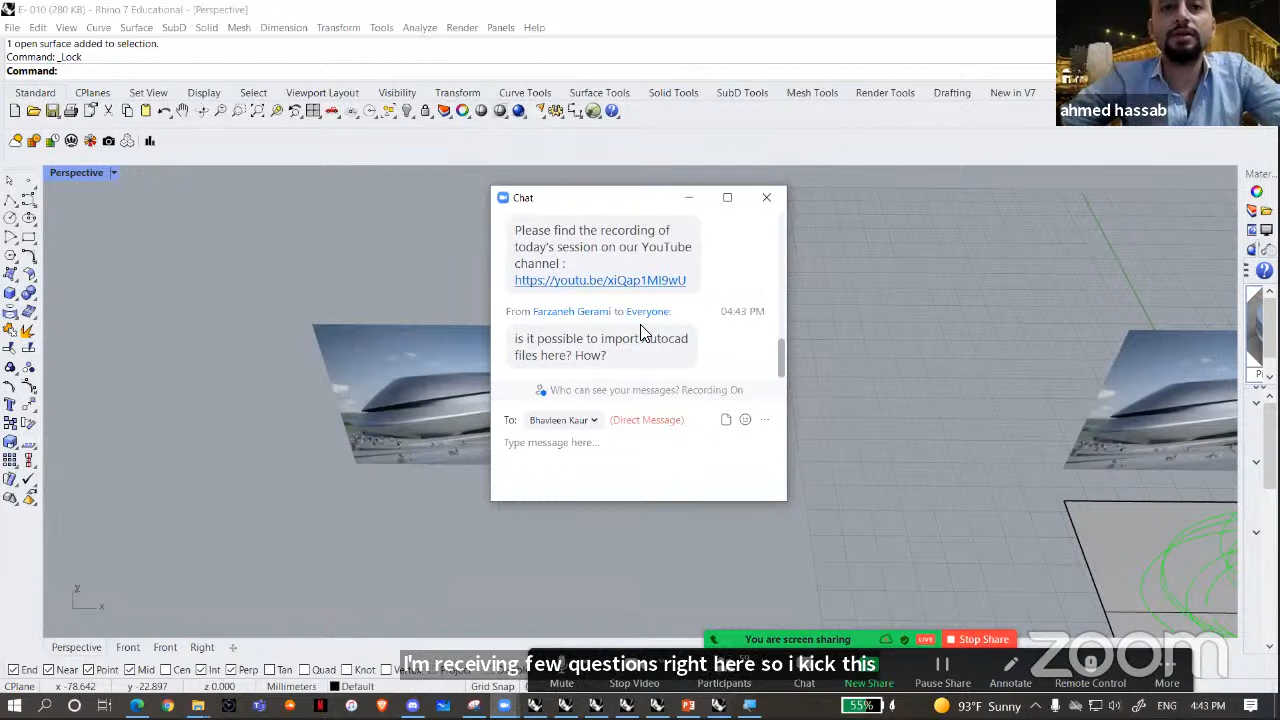 E- 010 (280 KB) - Rhino 7 Educational - [Perspective]
File Edit View Curve Surface SubD Solid Mesh Dimension Transform Tools Analyze Render Panels Help
1 open surface added to selection.
Command: _Lock
Command:
ahmed hassab
Standard CPlanes Set View Display Select Viewport Layout Visibility Transform Curve Tools Surface Tools Solid Tools SubD Tools Mesh Tools Render Tools Drafting New in V7
Perspective
Mater...
Chat
Please find the recording of
today's session on our YouTube
channel :
https://youtu.be/xiQap1MI9wU
From Farzaneh Gerami to Everyone: 04:43 PM
is it possible to import autocad
files here? How?
Who can see your messages? Recording On
To: Bhavleen Kaur (Direct Message)
Type message here...
z
x
You are screen sharing LIVE Stop Share
Perspective Front Front Right
zoom
I'm receiving few questions right here so i kick this
End Near Point Mid Cen Int Perp Tan Quad Knot Vertex
Mute Stop Video Participants Chat New Share Pause Share Annotate Remote Control More
CPlane x -78.642 y -54.189 z 0.000 Millimeters Default Grid Snap
55% 93°F Sunny 4:43 PM